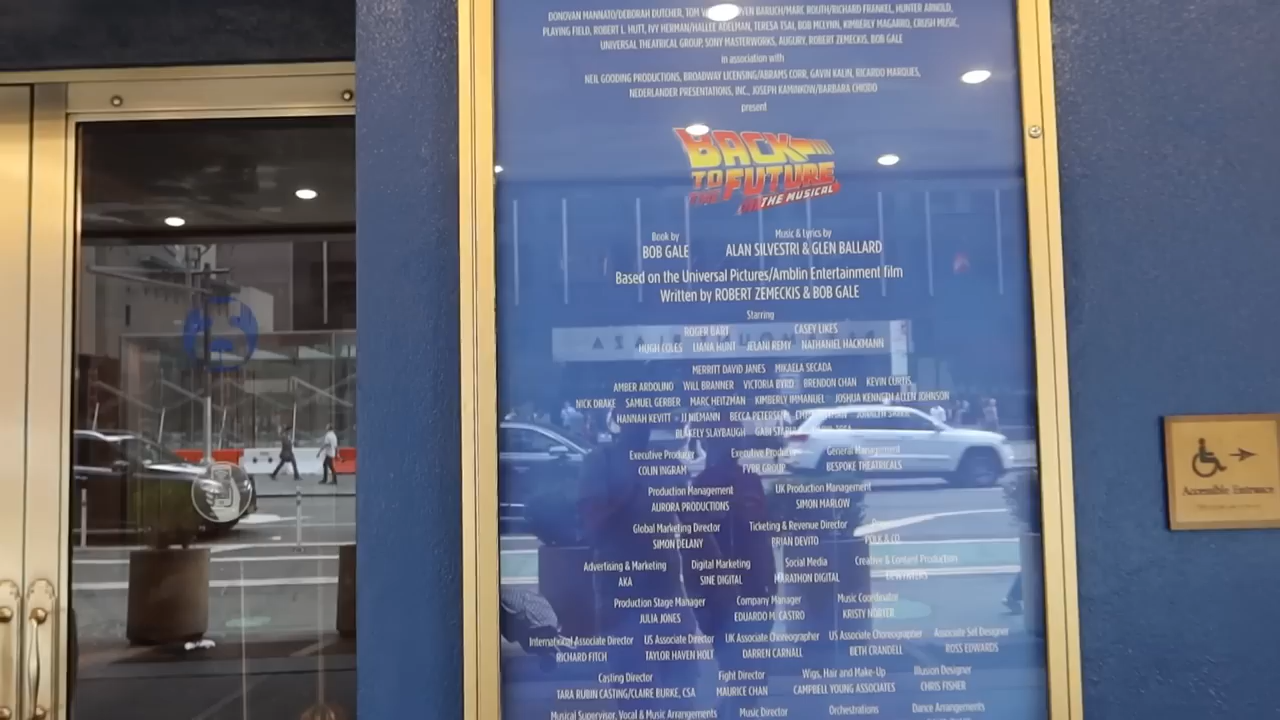 DONOVAN MANNATO/DEBORAH DUTCHER, TOM BARUCH/MARC ROUTH/RICHARD FRANKEL, HUNTER ARNOLD,
PLAYING FIELD, ROBERT L. HUTT, IVY HERMAN/HALLEE ADELMAN, TERESA TSAI, BOB MCLYNN, KIMBERLY MAGARRO, CRUSH MUSIC,
UNIVERSAL THEATRICAL GROUP, SONY MASTERWORKS, AUGURY, ROBERT ZEMECKIS, BOB GALE
in association with
NEIL GOODING PRODUCTIONS, BROADWAY LICENSING/ABRAMS CORR, GAVIN KALIN, RICARDO MARQUES,
NEDERLANDER PRESENTATIONS, INC., JOSEPH KAMINKOW/BARBARA CHIODO
present
BACK
TO THE FUTURE
THE MUSICAL
Book by Music & Lyrics by
BOB GALE ALAN SILVESTRI & GLEN BALLARD
Based on the Universal Pictures/Amblin Entertainment film
Written by ROBERT ZEMECKIS & BOB GALE
Starring
ROGER BART CASEY LIKES
HUGH COLES LIANA HUNT JELANI REMY NATHANIEL HACKMANN
MERRITT DAVID JANES MIKAELA SECADA
AMBER ARDOLINO WILL BRANNER VICTORIA BYRD BRENDON CHAN KEVIN CURTIS
NICK DRAKE SAMUEL GERBER MARC HEITZMAN KIMBERLY IMMANUEL JOSHUA KENNETH ALLEN JOHNSON
HANNAH KEVITT JJ NIEMANN BECCA PETERSEN
BLAKELY SLAYBAUGH GABI
Executive Producer Executive Producer General Management
COLIN INGRAM FVBR GROUP BESPOKE THEATRICALS
Production Management UK Production Management
AURORA PRODUCTIONS SIMON MARLOW
Global Marketing Director Ticketing & Revenue Director
SIMON DELANY BRIAN DEVITO POLK & CO
Advertising & Marketing Digital Marketing Social Media Creative & Content Production
AKA SINE DIGITAL MARATHON DIGITAL
Production Stage Manager Company Manager Music Coordinator
JULIA JONES EDUARDO M. CASTRO KRISTY NORTER
International Associate Director US Associate Director UK Associate Choreographer US Associate Choreographer Associate Set Designer
RICHARD FITCH TAYLOR HAVEN HOLT DARREN CARNALL BETH CRANDELL ROSS EDWARDS
Casting Director Fight Director Wigs, Hair and Make-Up Illusion Designer
TARA RUBIN CASTING/CLAIRE BURKE, CSA MAURICE CHAN CAMPBELL YOUNG ASSOCIATES CHRIS FISHER
Musical Supervisor, Vocal & Music Arrangements Music Director Orchestrations Dance Arrangements
Accessible Entrance